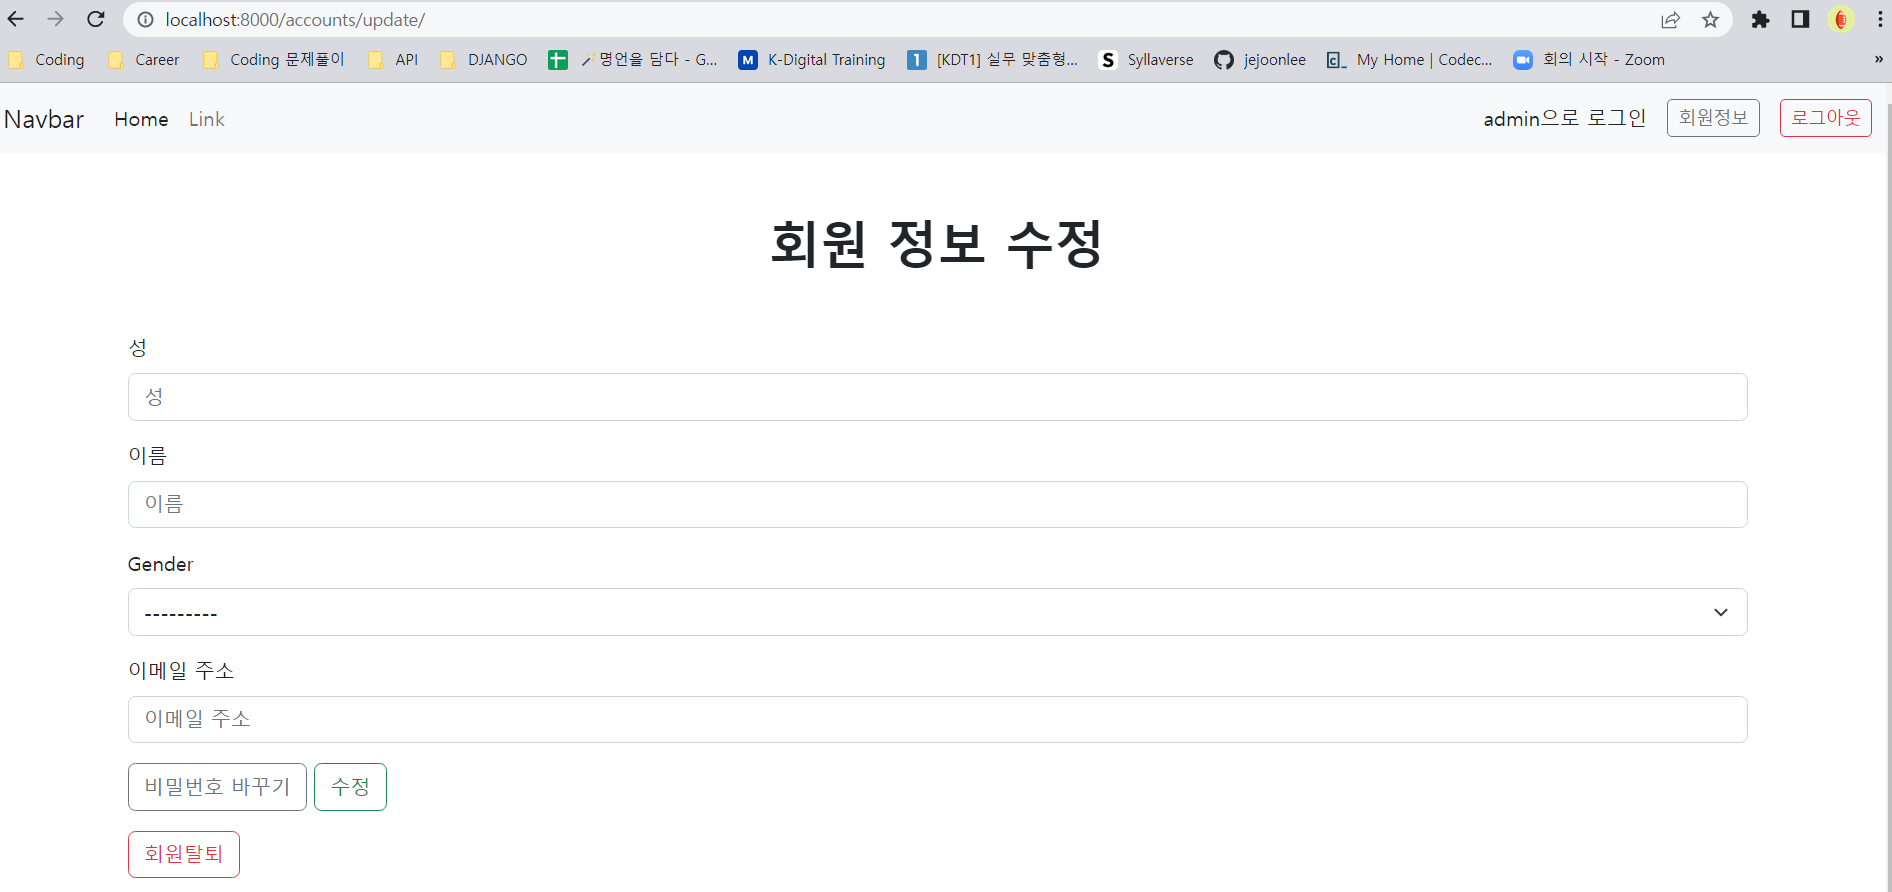 localhost:8000/accounts/update/
Coding Career Coding 문제풀이 API DJANGO 명언을 담다 - G... M K-Digital Training 1 [KDT1] 실무 맞춤형... S Syllaverse jejoonlee c_ My Home | Codec... 회의 시작 - Zoom »
Navbar Home Link admin으로 로그인 회원정보 로그아웃
회원 정보 수정
성
성
이름
이름
Gender
---------
이메일 주소
이메일 주소
비밀번호 바꾸기 수정
회원탈퇴